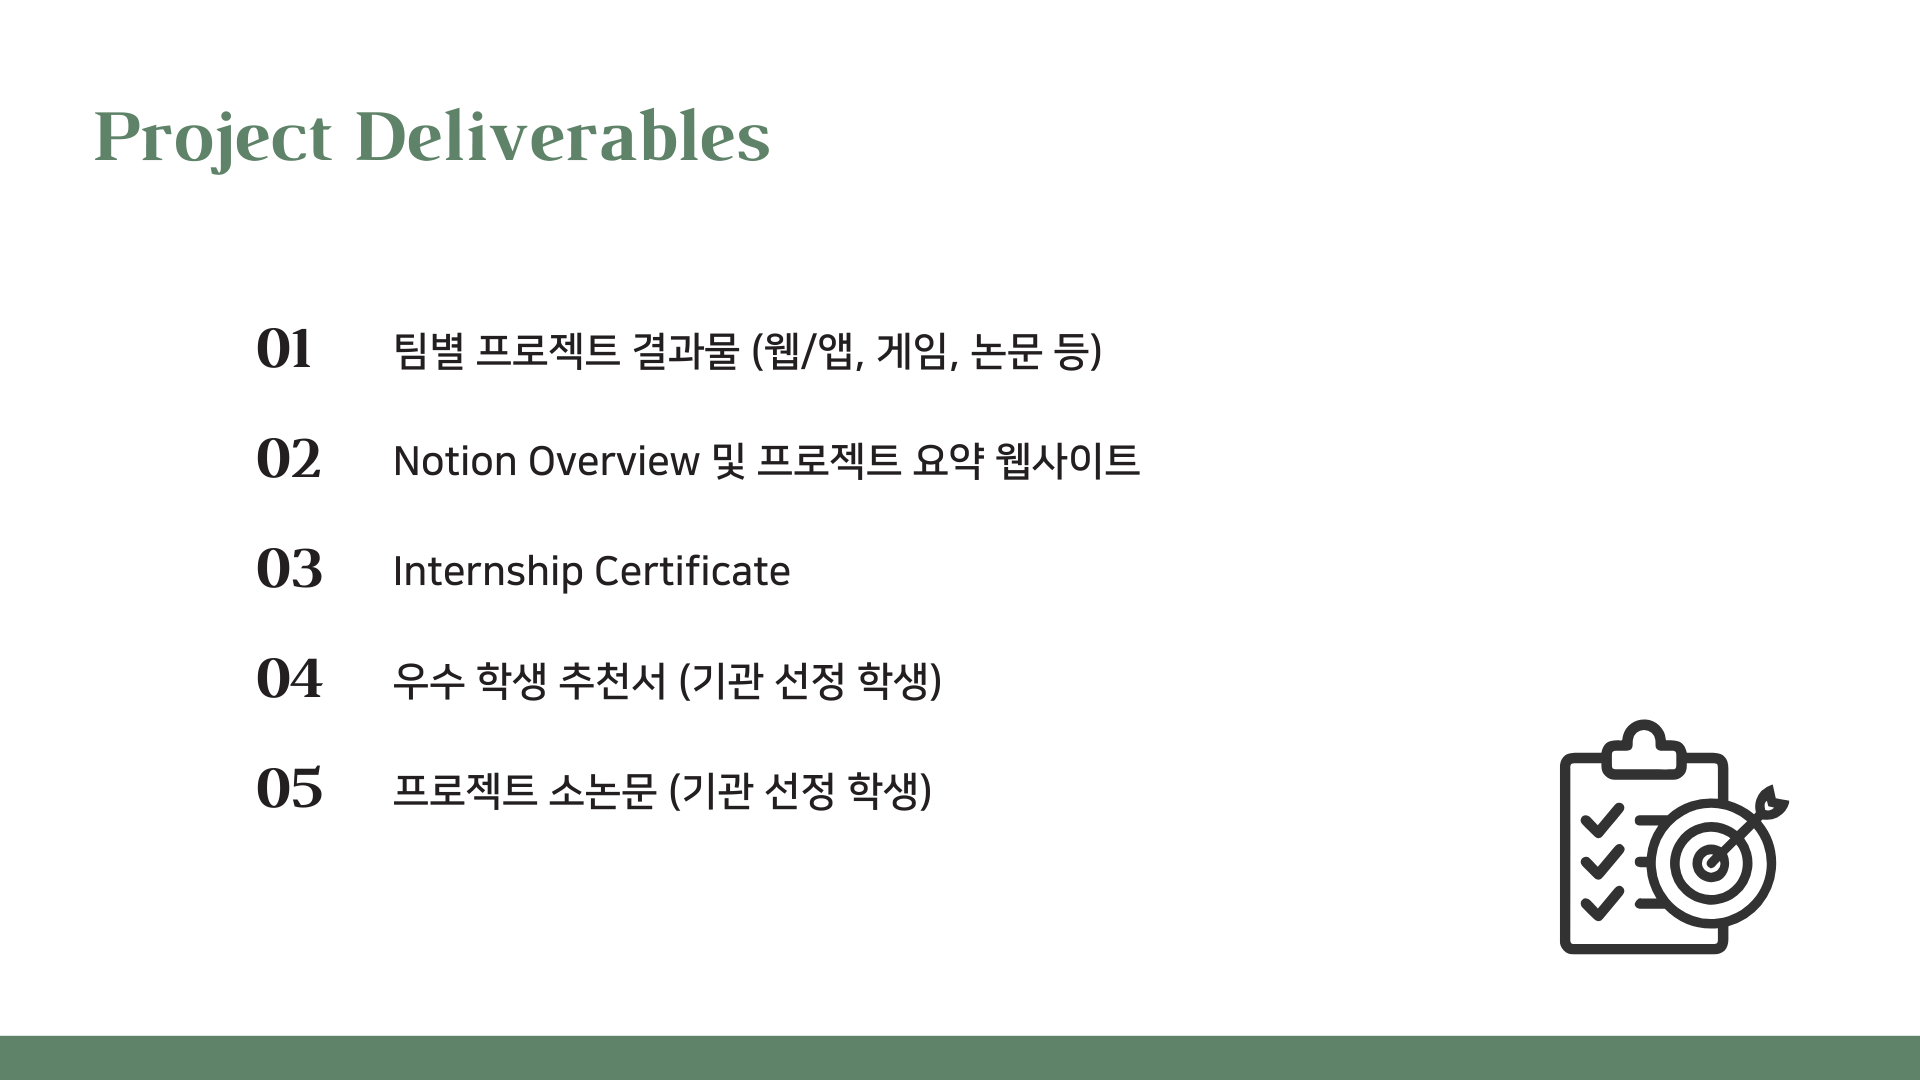 Project Deliverables
01 팀별 프로젝트 결과물 (웹/앱, 게임, 논문 등)
02 Notion Overview 및 프로젝트 요약 웹사이트
03 Internship Certificate
04 우수 학생 추천서 (기관 선정 학생)
05 프로젝트 소논문 (기관 선정 학생)